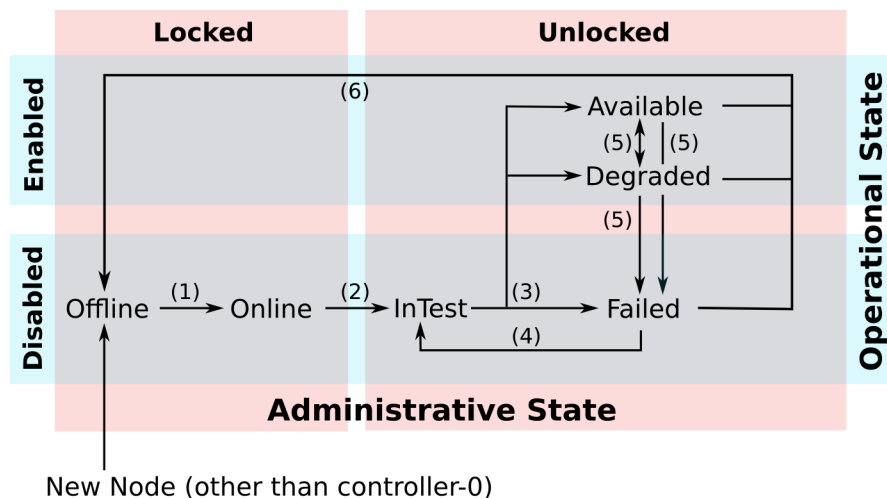 Locked
Unlocked
Enabled
Operational State
(6)
Available
(5)
(5)
Degraded
(5)
Disabled
Offline
(1)
Online
(2)
InTest
(3)
Failed
(4)
Administrative State
New Node (other than controller-0)